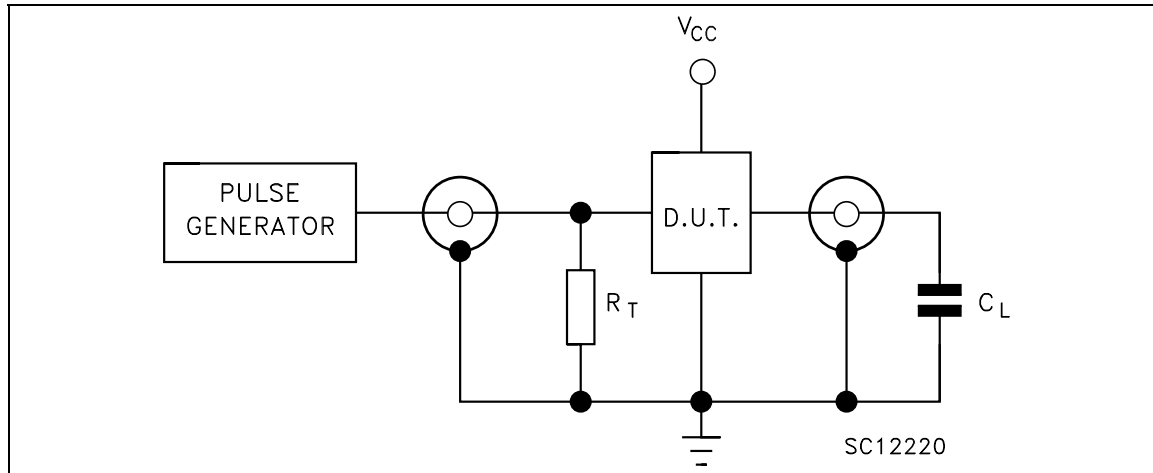 VCC
PULSE
GENERATOR
D.U.T.
RT
CL
SC12220